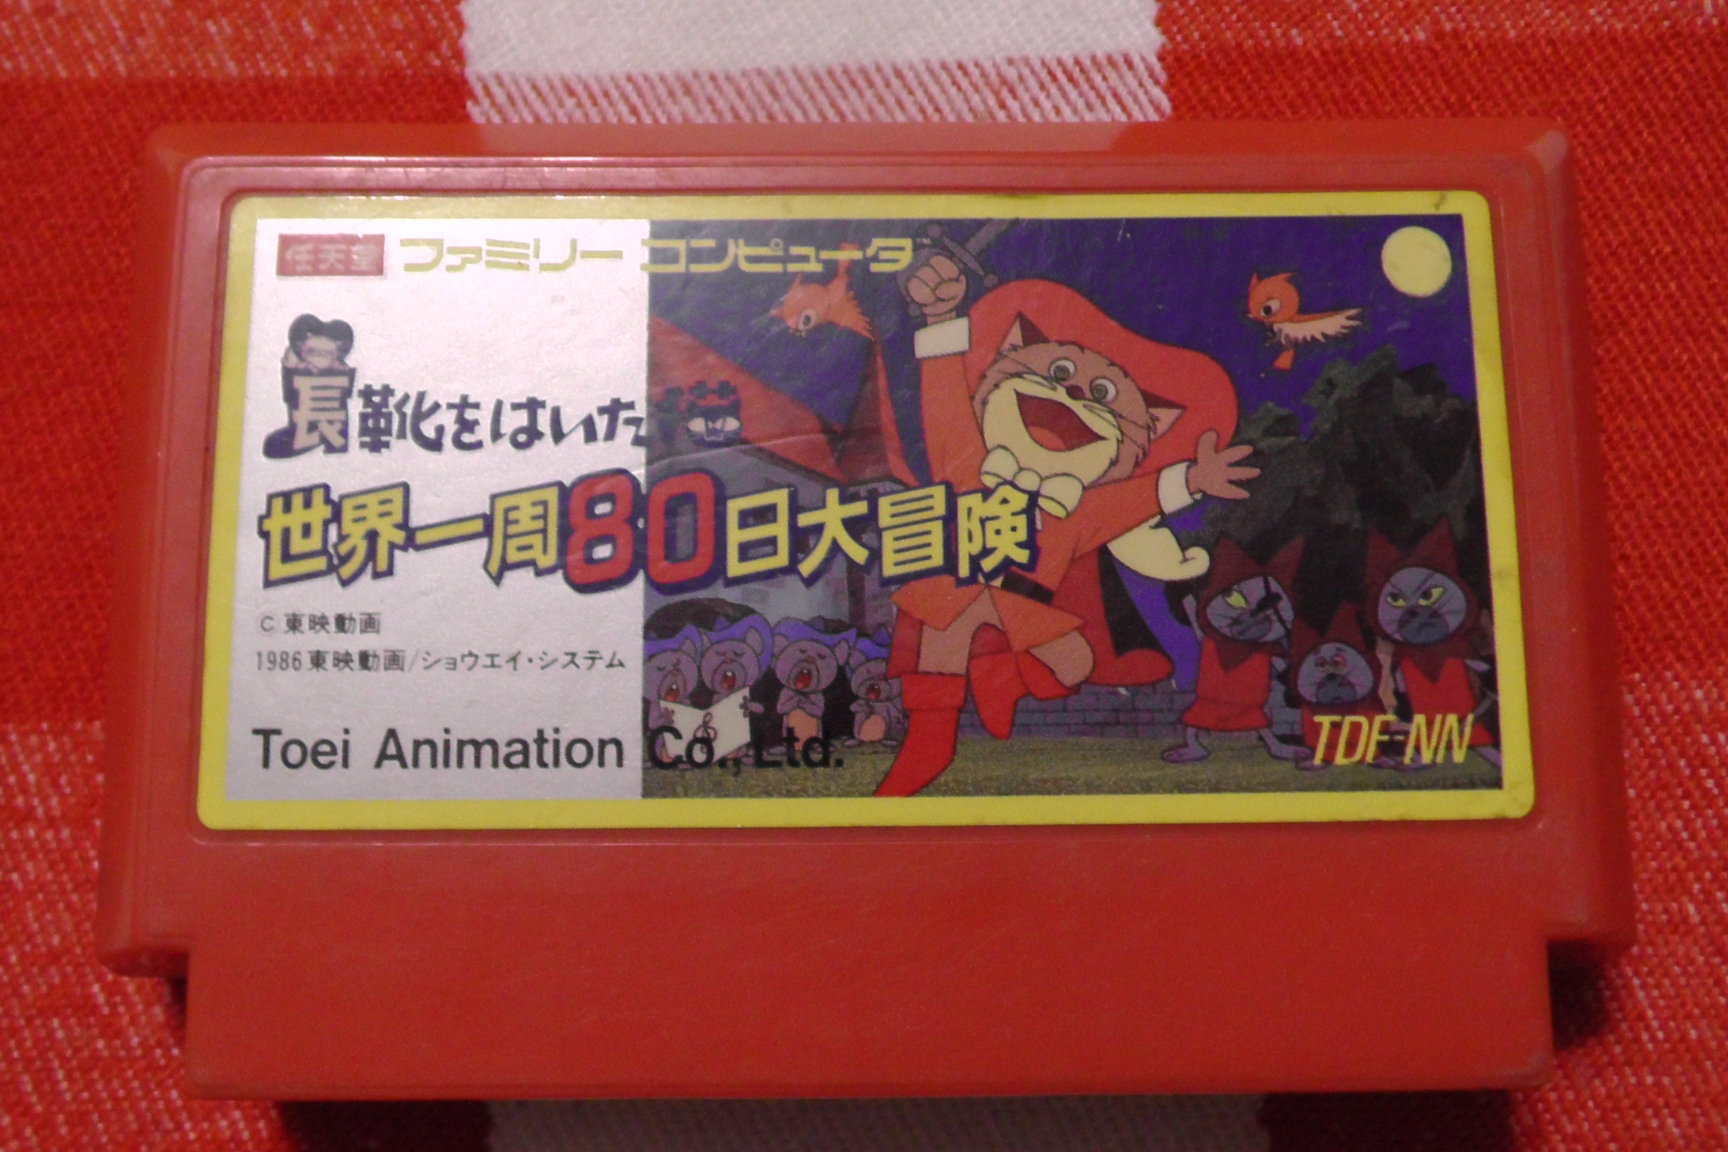 任天堂 ファミリー コンピュータ™
長靴をはいた猫
世界一周80日大冒険
© 東映動画
1986 東映動画/ショウエイ・システム
Toei Animation Co., Ltd.
TDF-NN